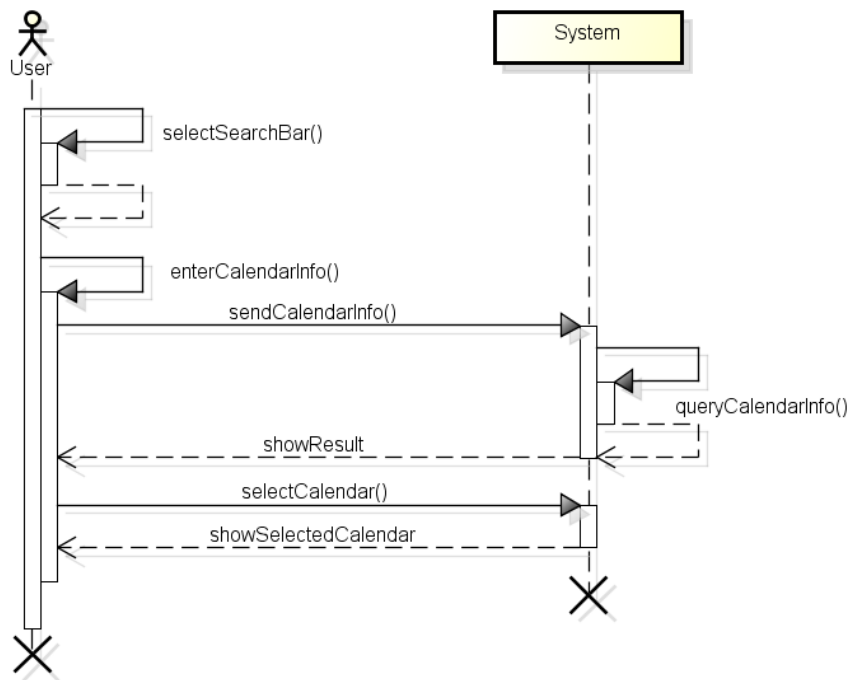 System
User
selectSearchBar()
enterCalendarInfo()
sendCalendarInfo()
queryCalendarInfo()
showResult
selectCalendar()
showSelectedCalendar